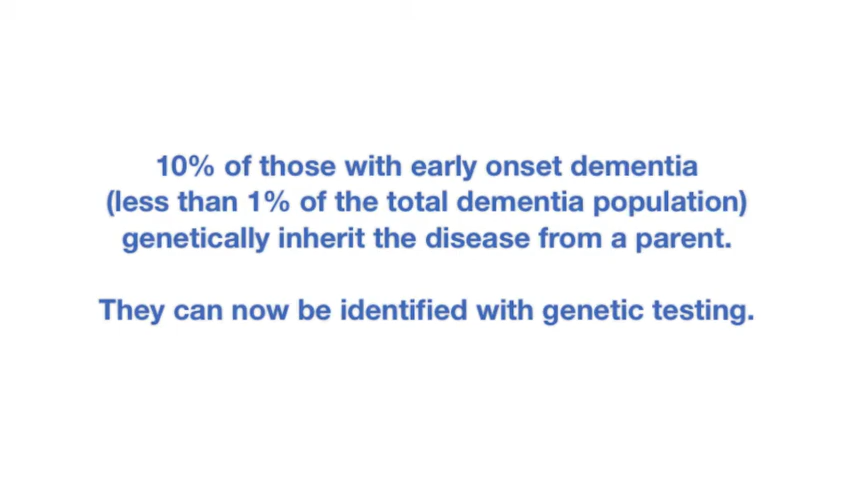 10% of those with early onset dementia
(less than 1% of the total dementia population)
genetically inherit the disease from a parent.
They can now be identified with genetic testing.